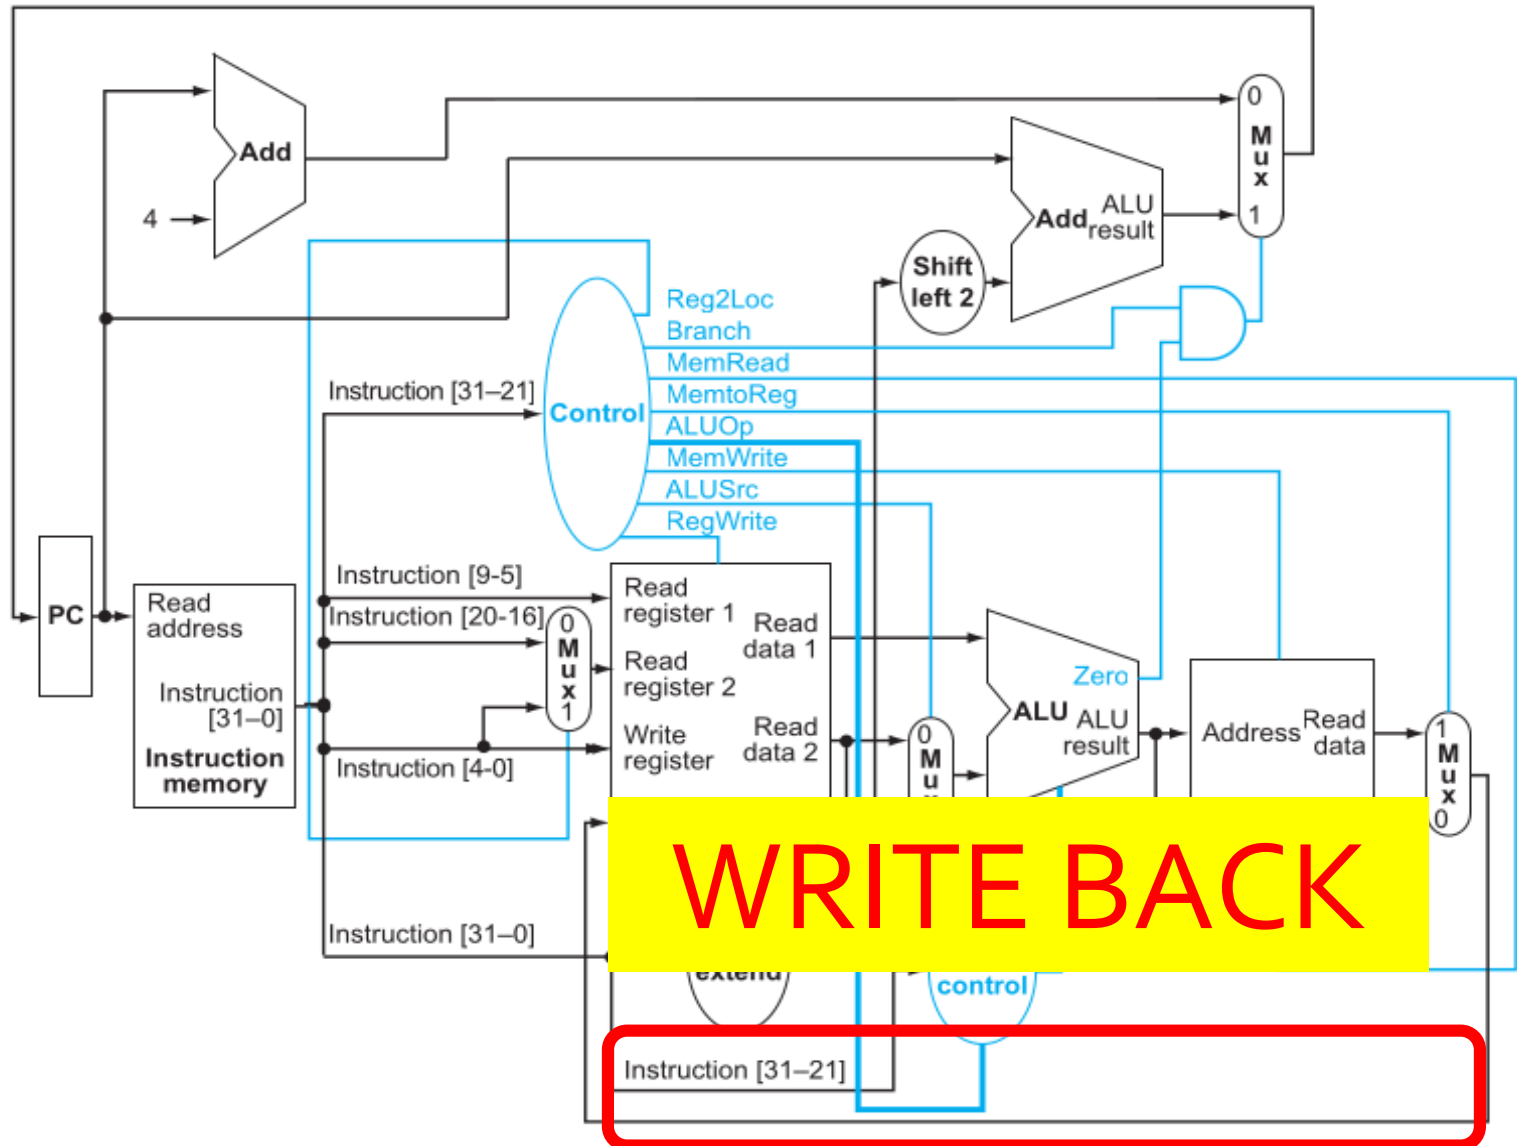 0
Mux
1
Add
4
Add
ALU
result
Shift
left 2
Reg2Loc
Branch
MemRead
MemtoReg
ALUOp
MemWrite
ALUSrc
RegWrite
Instruction [31–21]
Control
PC
Read
address
Instruction
[31–0]
Instruction
memory
Instruction [9-5]
Instruction [20-16]
Instruction [4-0]
0
Mux
1
Read
register 1
Read
register 2
Write
register
Read
data 1
Read
data 2
0
Mu
Zero
ALU
ALU
result
Address
Read
data
1
Mux
0
WRITE BACK
Instruction [31–0]
extend
control
Instruction [31–21]